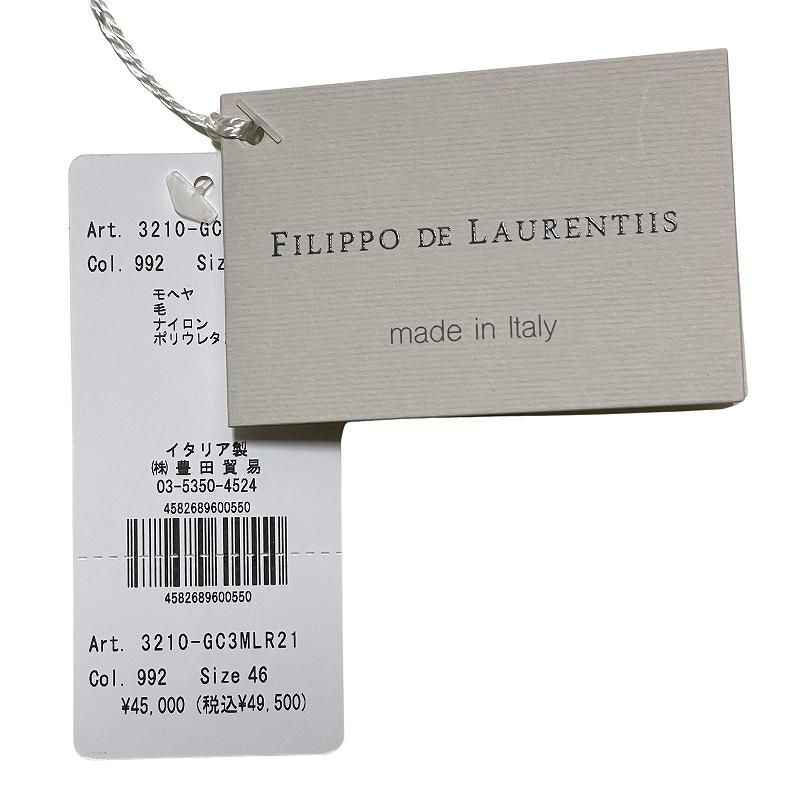 FILIPPO DE LAURENTIIS
made in Italy
Art. 3210-GC
Col. 992 Siz
モヘヤ
毛
ナイロン
ポリウレタ
イタリア製
㈱ 豊田貿易
03-5350-4524
4582689600550
4582689600550
Art. 3210-GC3MLR21
Col. 992 Size 46
¥45,000 (税込¥49,500)